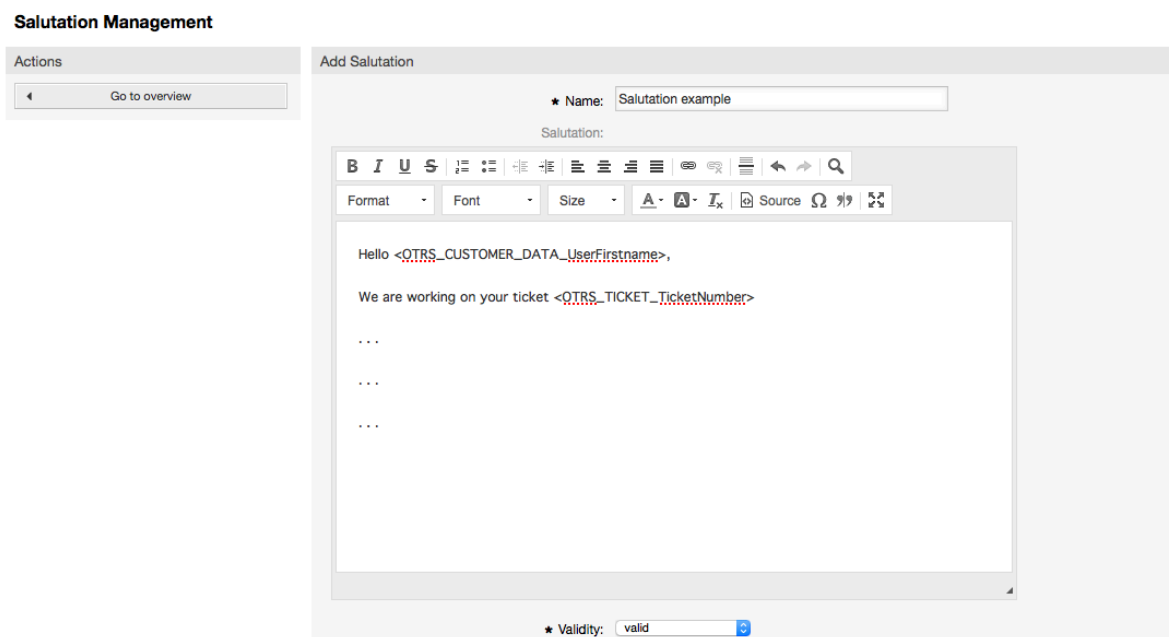 Salutation Management
Actions
Go to overview
Add Salutation
★ Name: Salutation example
Salutation:
B I U S
Format Font Size A A Tx Source Ω
Hello <OTRS_CUSTOMER_DATA_UserFirstname>,
We are working on your ticket <OTRS_TICKET_TicketNumber>
. . .
. . .
. . .
★ Validity: valid